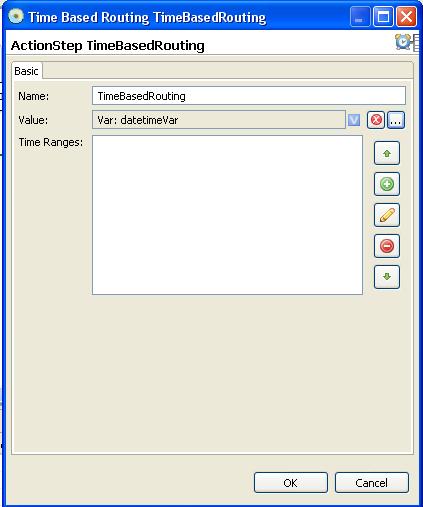 Time Based Routing TimeBasedRouting
ActionStep TimeBasedRouting
Basic
Name: TimeBasedRouting
Value: Var: datetimeVar V ...
Time Ranges:
OK Cancel